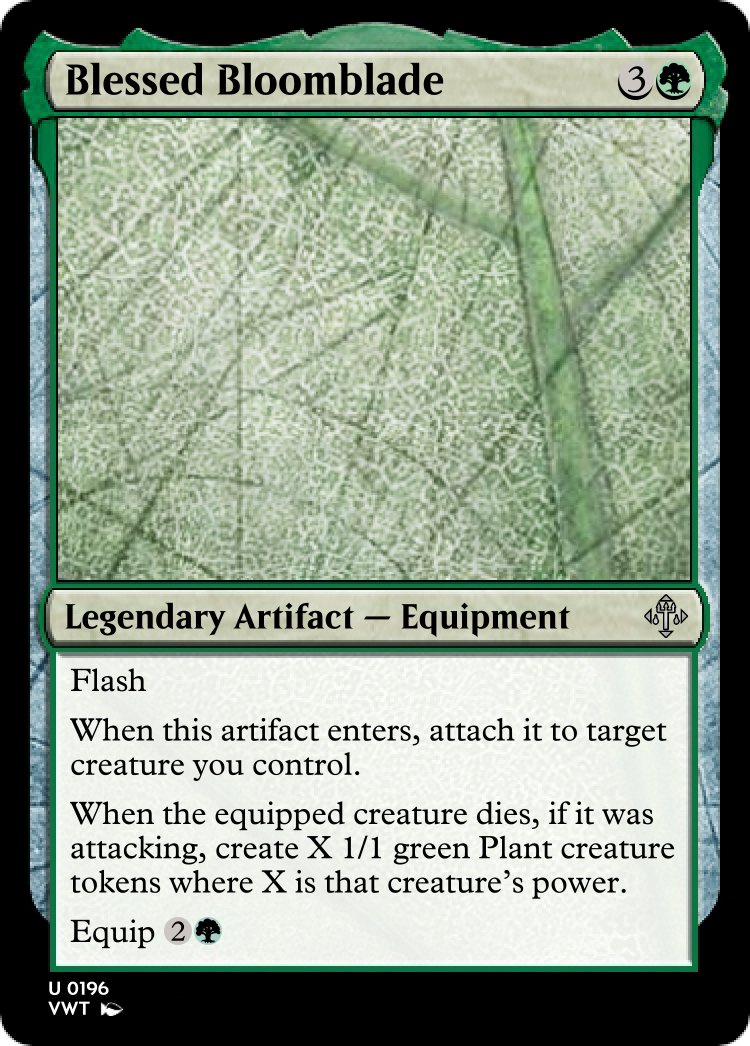 Blessed Bloomblade 3
Legendary Artifact — Equipment
Flash
When this artifact enters, attach it to target
creature you control.
When the equipped creature dies, if it was
attacking, create X 1/1 green Plant creature
tokens where X is that creature’s power.
Equip 2
U 0196
VWT